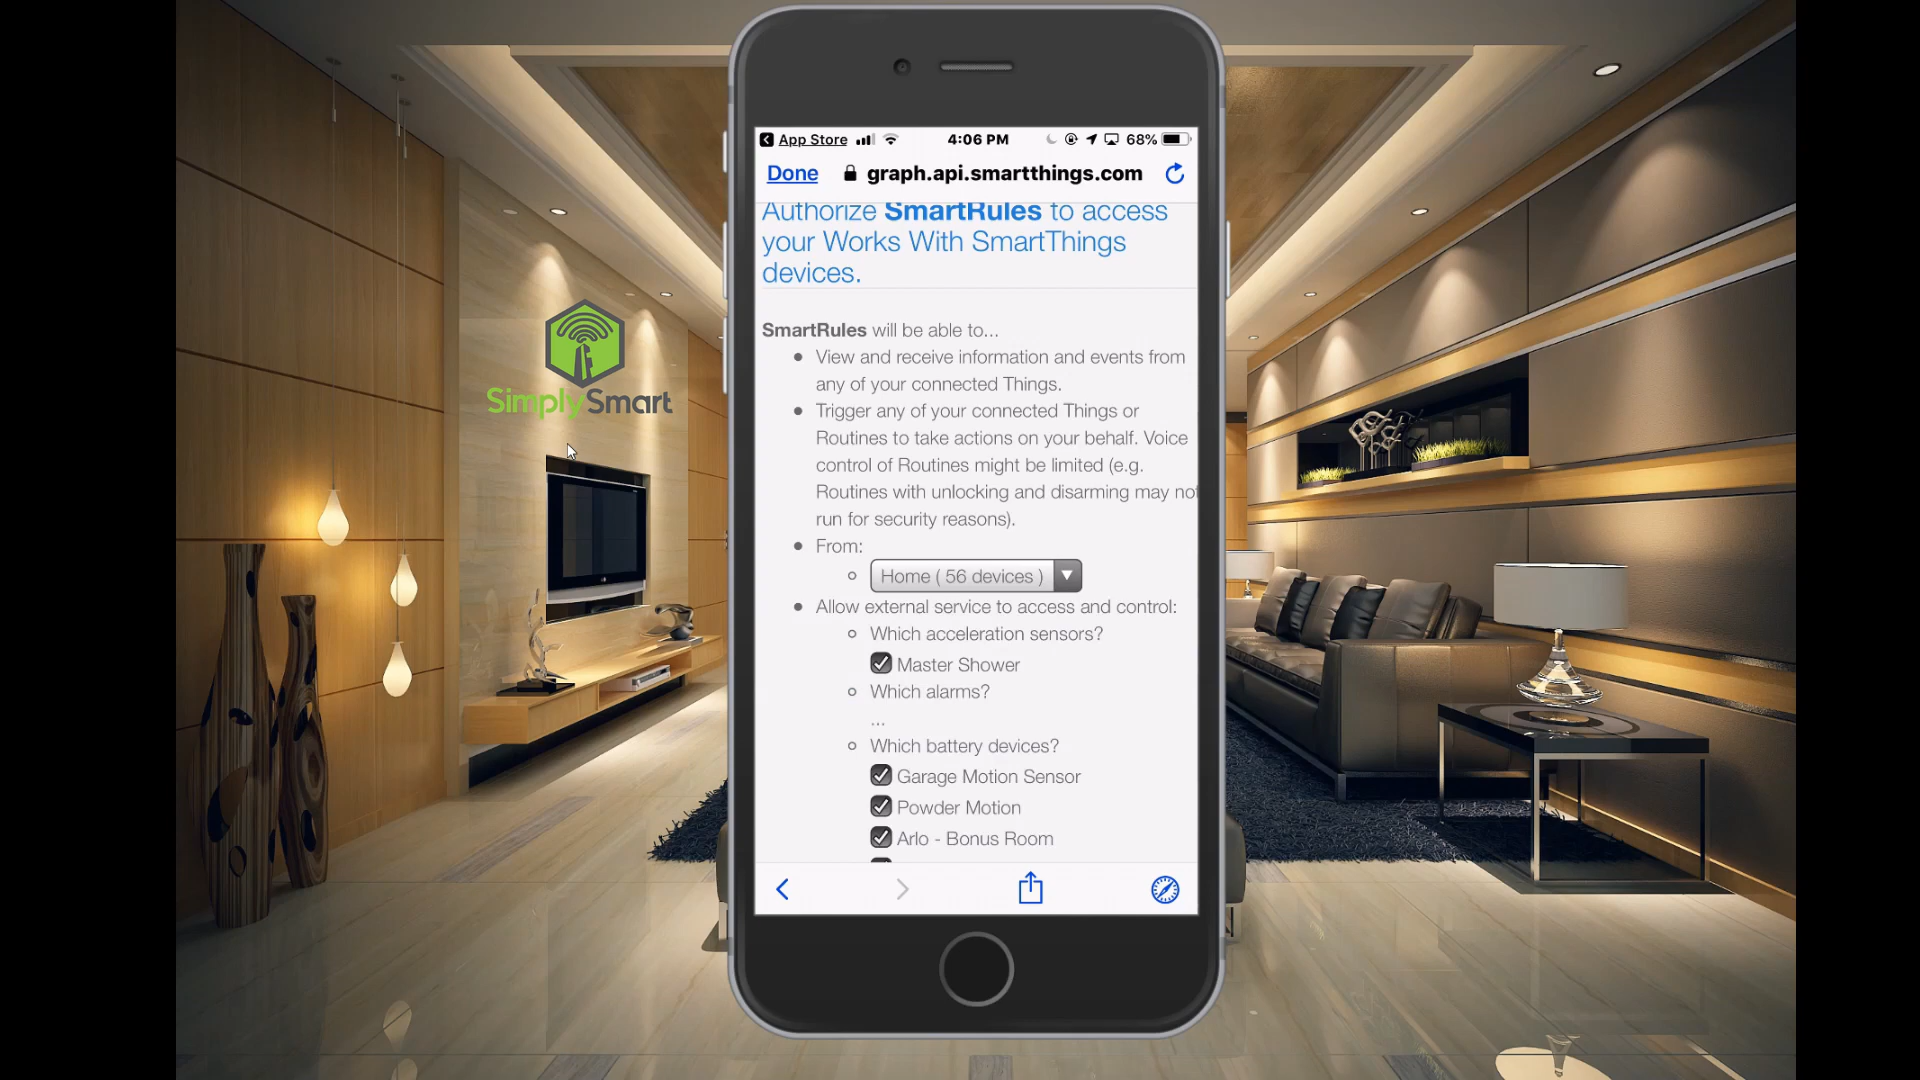 App Store
4:06 PM
68%
Done
graph.api.smartthings.com
Authorize SmartRules to access
your Works With SmartThings
devices.
SmartRules will be able to...
View and receive information and events from
any of your connected Things.
Trigger any of your connected Things or
Routines to take actions on your behalf. Voice
control of Routines might be limited (e.g.
Routines with unlocking and disarming may not
run for security reasons).
From:
Home ( 56 devices )
Allow external service to access and control:
Which acceleration sensors?
Master Shower
Which alarms?
...
Which battery devices?
Garage Motion Sensor
Powder Motion
Arlo - Bonus Room
SimplySmart